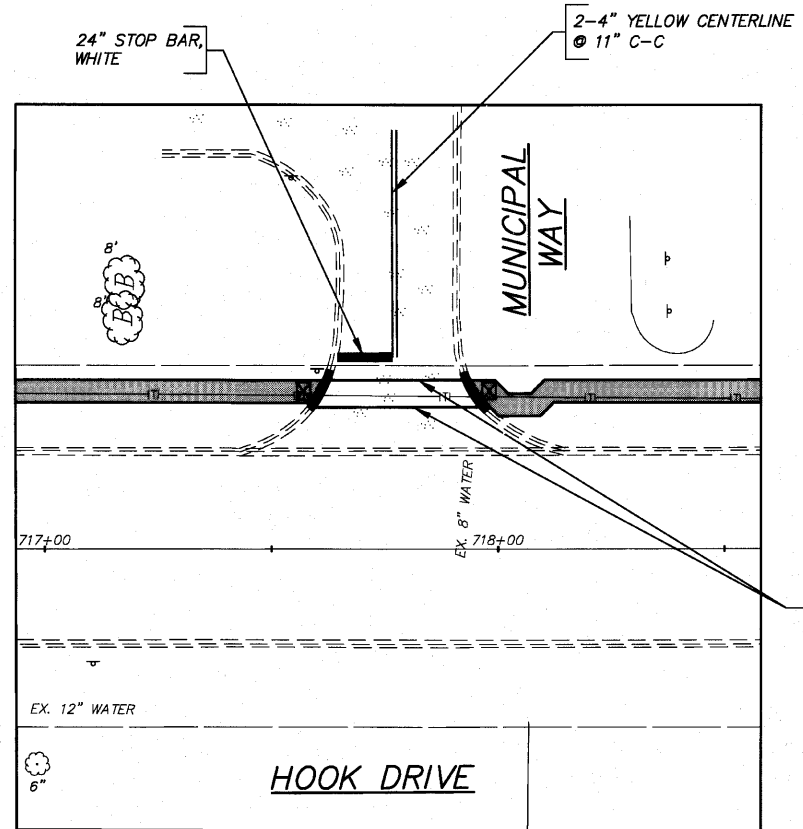 24" STOP BAR,
WHITE
2-4" YELLOW CENTERLINE
@ 11" C-C
MUNICIPAL
WAY
8'
8'
B
B
EX. 8" WATER
717+00
718+00
EX. 12" WATER
6"
HOOK DRIVE